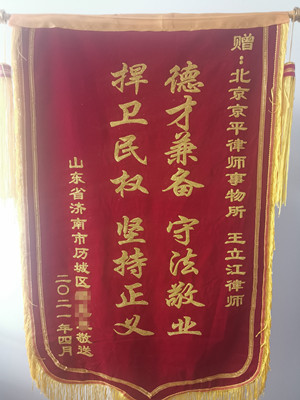 赠：北京京平律师事物所 王立江律师
德才兼备 守法敬业
捍卫民权 坚持正义
山东省济南市历城区敬送
二〇二一年四月